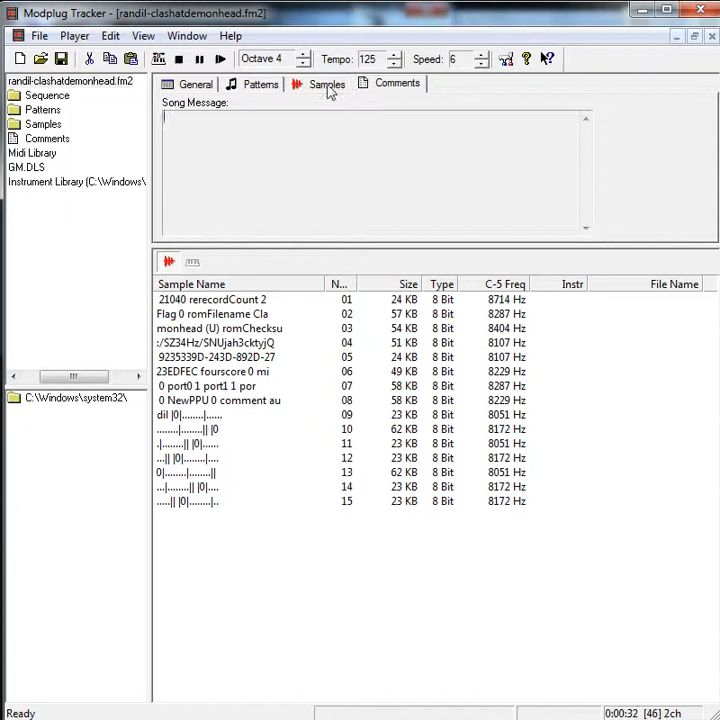 Modplug Tracker - [randil-clashatdemonhead.fm2]
File Player Edit View Window Help
Octave 4 Tempo: 125 Speed: 6
randil-clashatdemonhead.fm2
Sequence
Patterns
Samples
Comments
Midi Library
GM.DLS
Instrument Library (C:\Windows\
C:\Windows\system32\
General Patterns Samples Comments
Song Message:
Sample Name N... Size Type C-5 Freq Instr File Name
21040 rerecordCount 2 01 24 KB 8 Bit 8714 Hz
Flag 0 romFilename Cla 02 57 KB 8 Bit 8287 Hz
monhead (U) romChecksu 03 54 KB 8 Bit 8404 Hz
:/SZ34Hz/SNUjah3cktyjQ 04 51 KB 8 Bit 8107 Hz
9235339D-243D-892D-27 05 24 KB 8 Bit 8107 Hz
23EDFEC fourscore 0 mi 06 49 KB 8 Bit 8229 Hz
0 port0 1 port1 1 por 07 58 KB 8 Bit 8287 Hz
0 NewPPU 0 comment au 08 58 KB 8 Bit 8229 Hz
dil |0|........|...... 09 23 KB 8 Bit 8051 Hz
........|........|| |0 10 62 KB 8 Bit 8172 Hz
.|........|| |0|...... 11 23 KB 8 Bit 8051 Hz
...|| |0|........|.... 12 23 KB 8 Bit 8172 Hz
0|........|........|| 13 62 KB 8 Bit 8051 Hz
...|........|| |0|.... 14 23 KB 8 Bit 8172 Hz
.....|| |0|........|.. 15 23 KB 8 Bit 8172 Hz
Ready 0:00:32 [46] 2ch